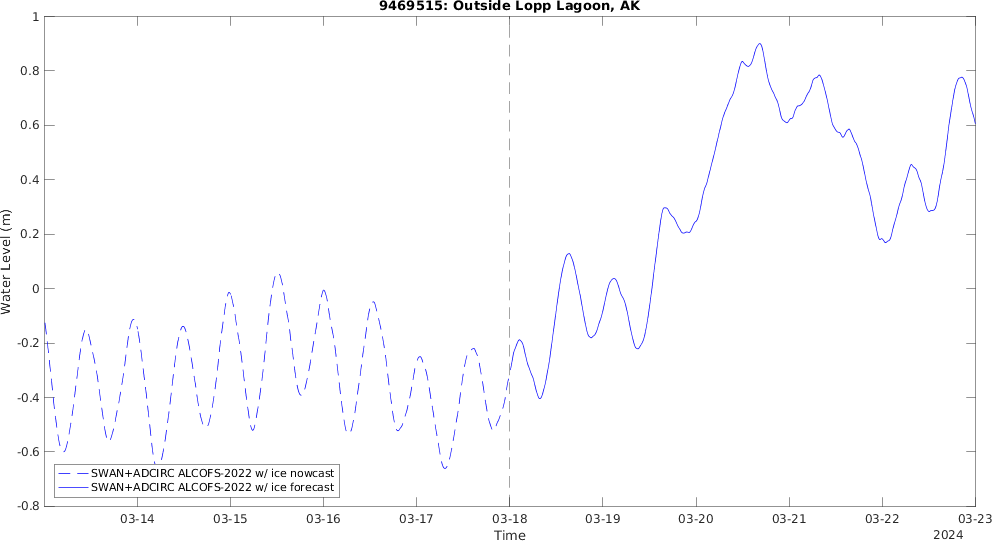 9469515: Outside Lopp Lagoon, AK
1
0.8
0.6
0.4
0.2
0
-0.2
-0.4
-0.6
-0.8
Water Level (m)
SWAN+ADCIRC ALCOFS-2022 w/ ice nowcast
SWAN+ADCIRC ALCOFS-2022 w/ ice forecast
03-14 03-15 03-16 03-17 03-18 03-19 03-20 03-21 03-22 03-23
Time
2024